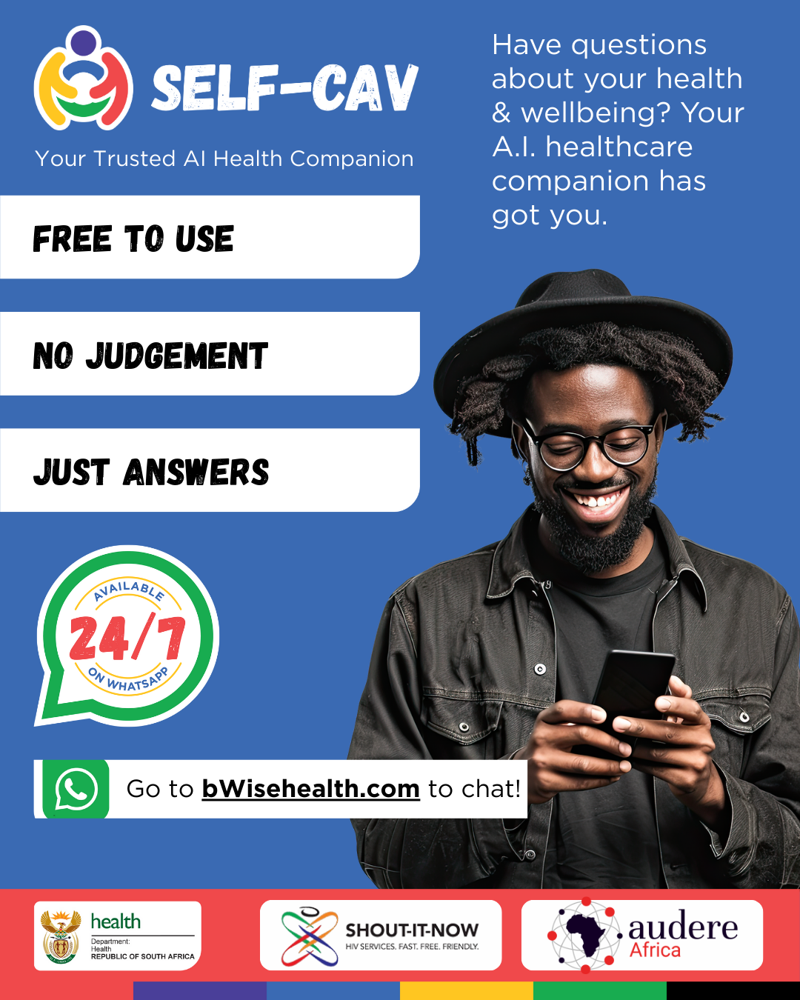 SELF-CAV
Your Trusted AI Health Companion
Have questions
about your health
& wellbeing? Your
A.I. healthcare
companion has
got you.
FREE TO USE
NO JUDGEMENT
JUST ANSWERS
AVAILABLE
24/7
ON WHATSAPP
Go to bWisehealth.com to chat!
health
Department:
Health
REPUBLIC OF SOUTH AFRICA
SHOUT-IT-NOW
HIV SERVICES. FAST. FREE. FRIENDLY.
audere
Africa